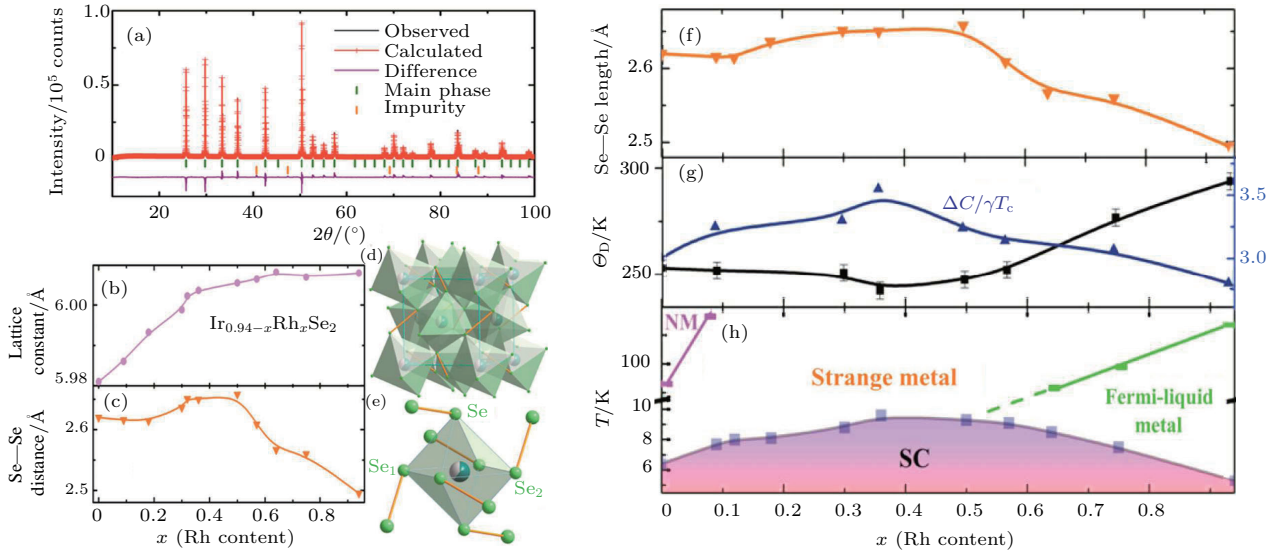 (a)
Observed
Calculated
Difference
Main phase
Impurity
Intensity/10⁵ counts
1.0
0.5
0
20
40
60
80
100
2θ/(°)
(b)
Lattice
constant/Å
6.00
5.98
Ir₀.₉₄₋ₓRhₓSe₂
(c)
Se—Se
distance/Å
2.6
2.5
0
0.2
0.4
0.6
0.8
x (Rh content)
(d)
(e)
Se
Se₁
Se₂
(f)
Se—Se length/Å
2.6
2.5
(g)
ΘD/K
300
250
ΔC/γTc
3.5
3.0
(h)
NM
Strange metal
Fermi-liquid
metal
SC
T/K
100
10
8
6
0
0.1
0.2
0.3
0.4
0.5
0.6
0.7
0.8
x (Rh content)